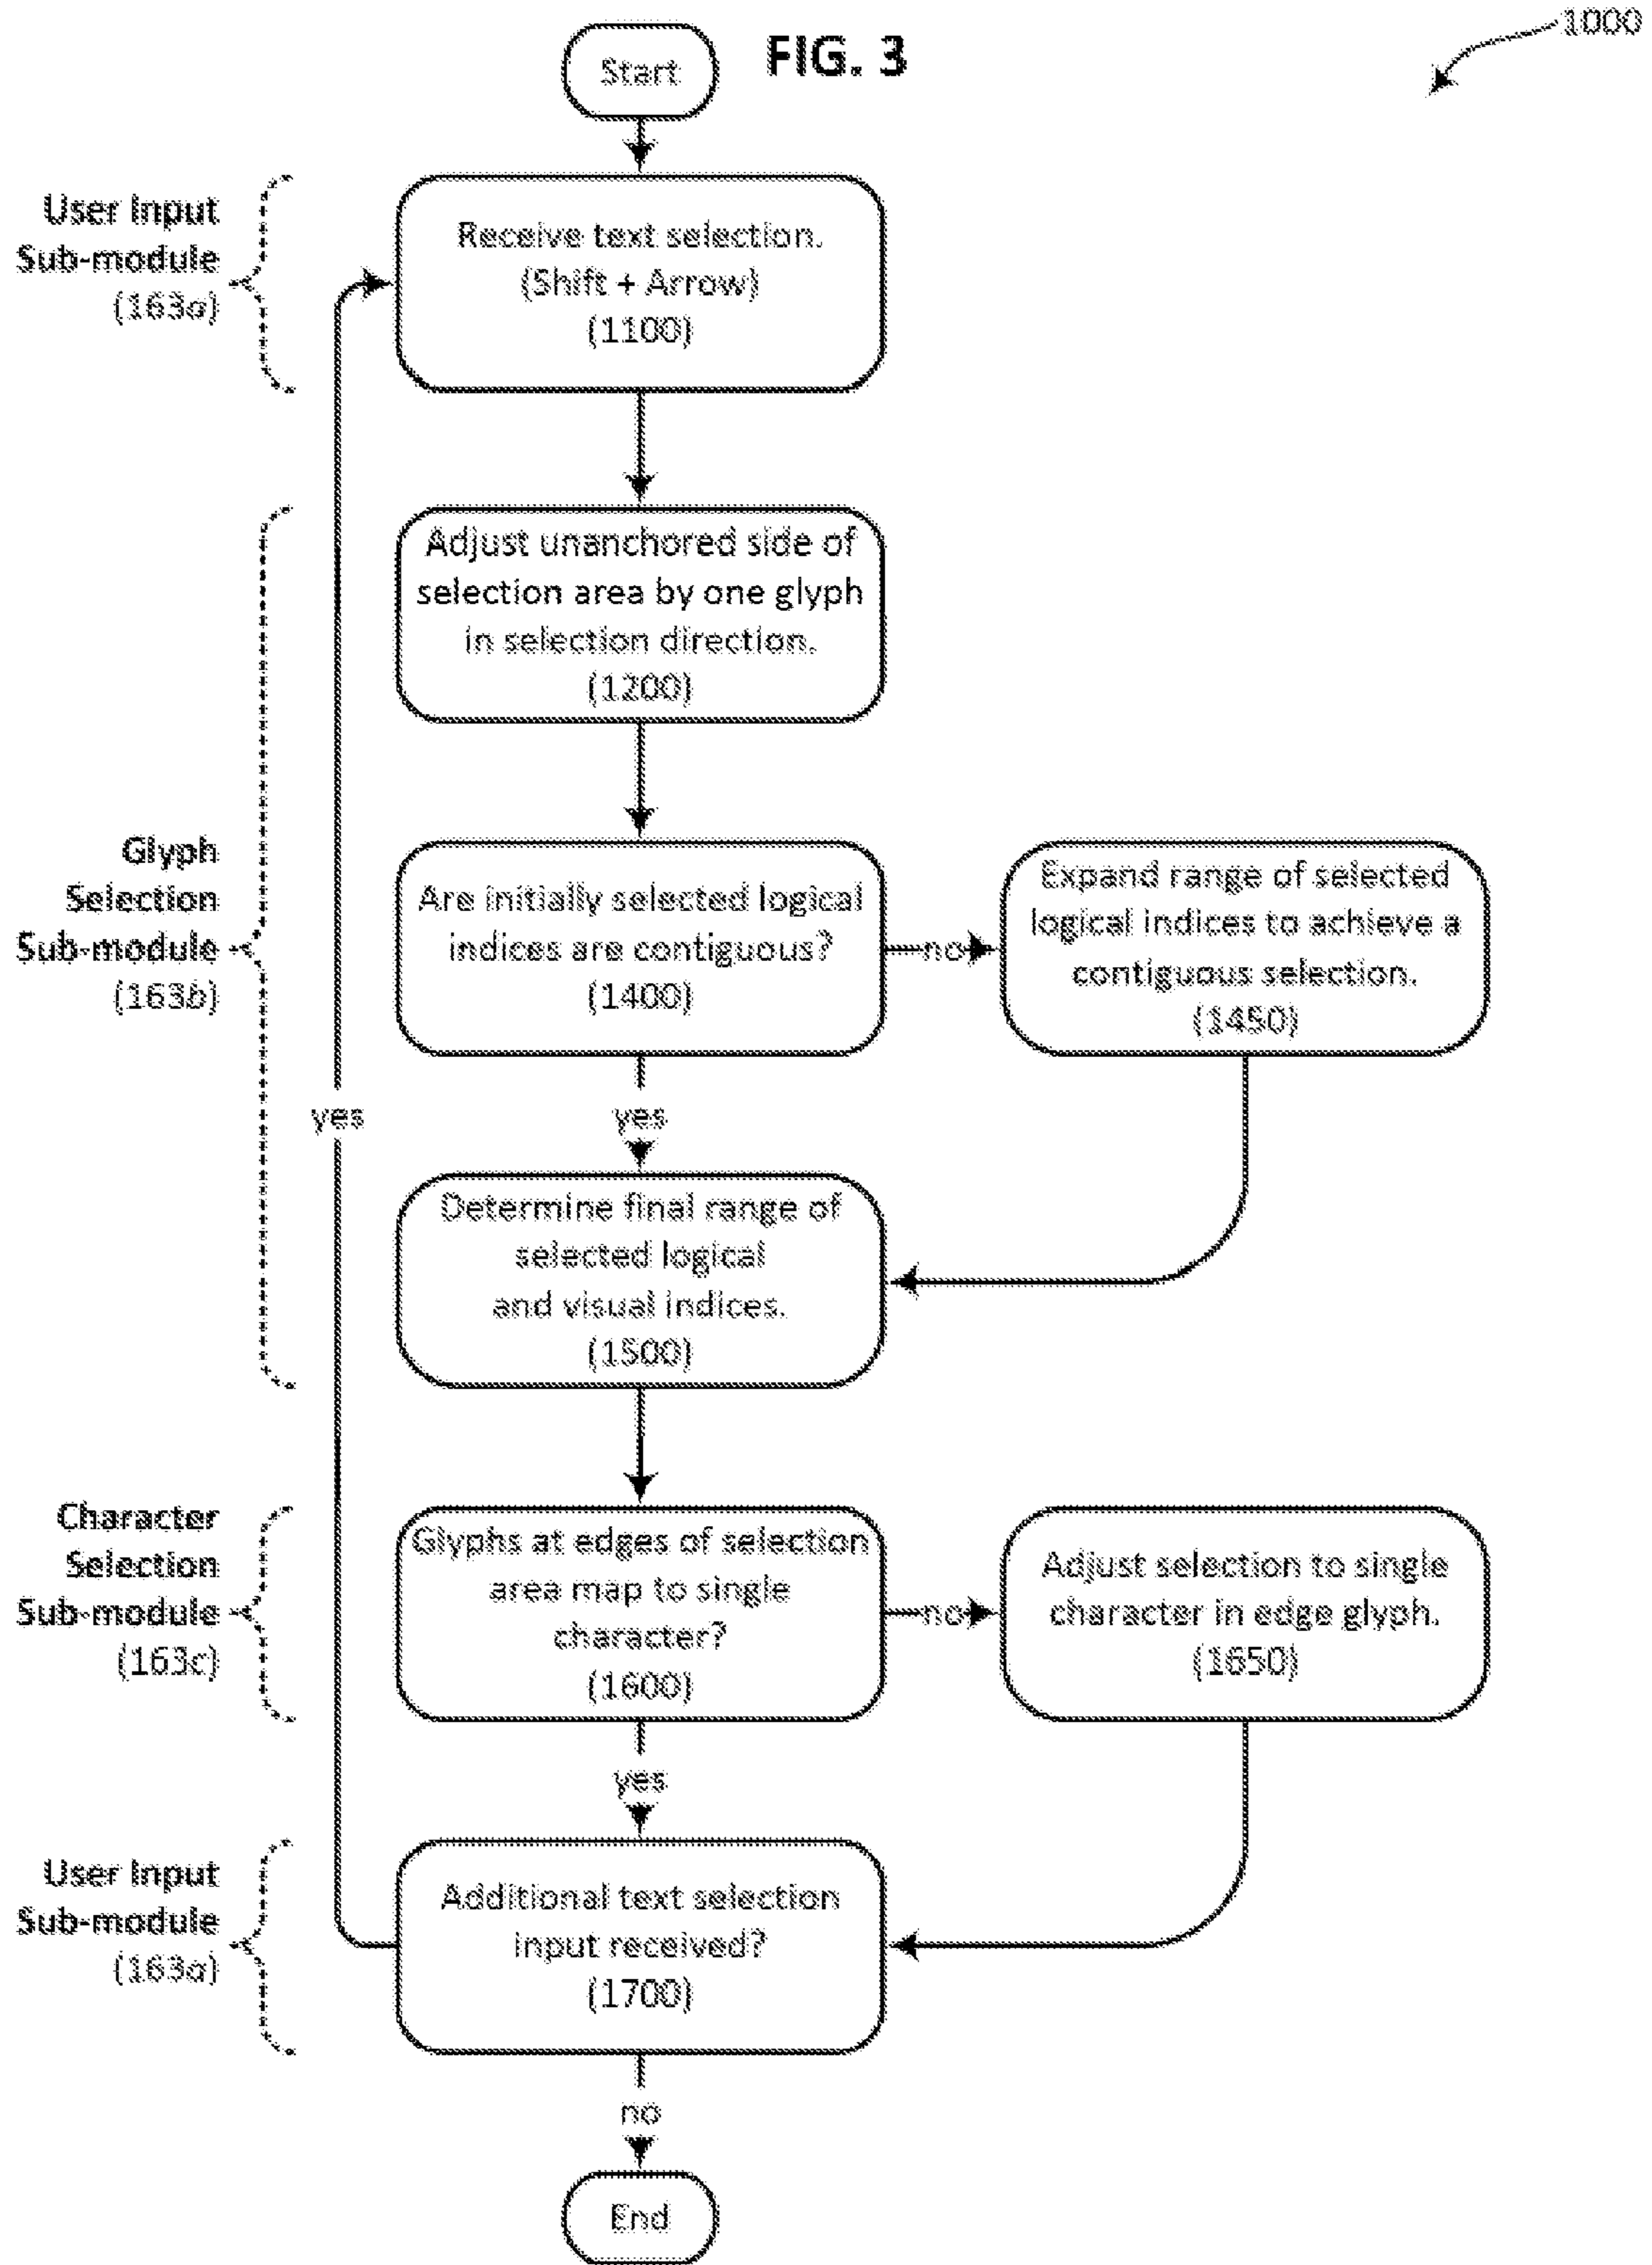 1000
FIG. 3
Start
User Input
Sub-module
(163a)
Receive text selection.
(Shift + Arrow)
(1100)
Adjust unanchored side of
selection area by one glyph
in selection direction.
(1200)
Glyph
Selection
Sub-module
(163b)
Are initially selected logical
indices are contiguous?
(1400)
no
Expand range of selected
logical indices to achieve a
contiguous selection.
(1450)
yes
yes
Determine final range of
selected logical
and visual indices.
(1500)
Character
Selection
Sub-module
(163c)
Glyphs at edges of selection
area map to single
character?
(1600)
no
Adjust selection to single
character in edge glyph.
(1650)
yes
User Input
Sub-module
(163a)
Additional text selection
input received?
(1700)
no
End